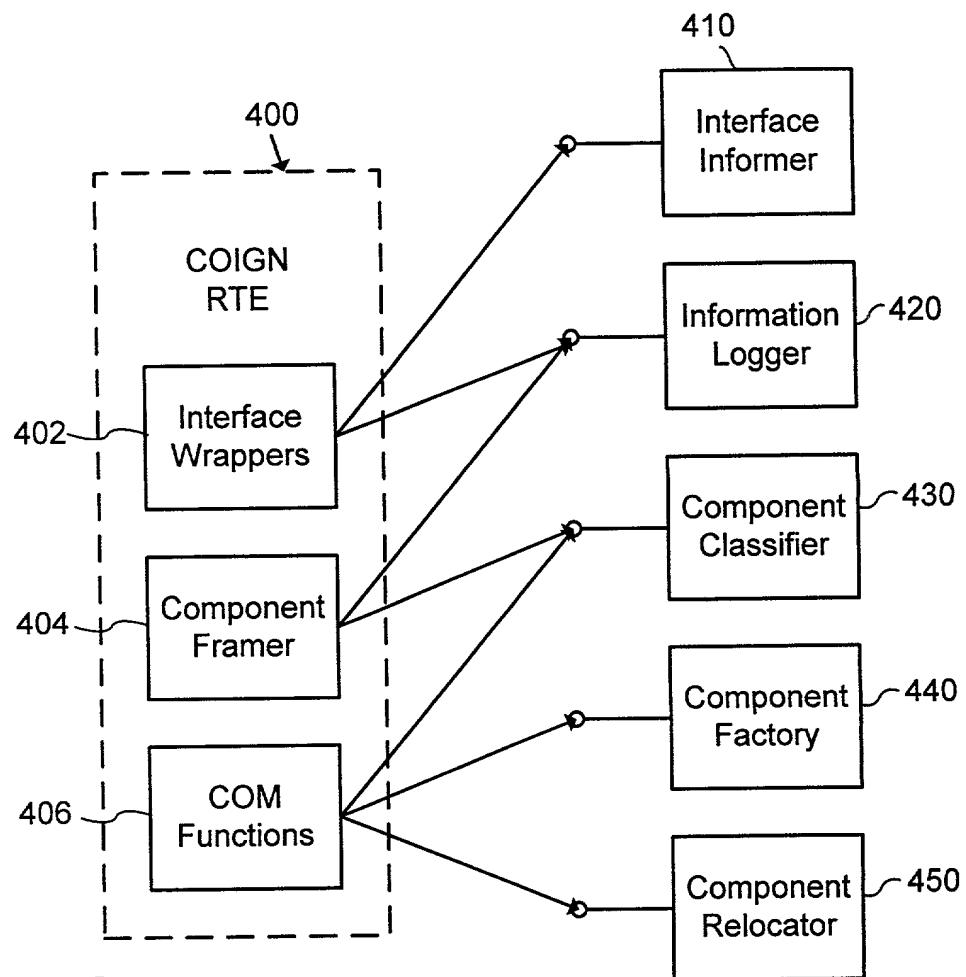 400
COIGN
RTE
402
Interface
Wrappers
404
Component
Framer
406
COM
Functions
410
Interface
Informer
420
Information
Logger
430
Component
Classifier
440
Component
Factory
450
Component
Relocator